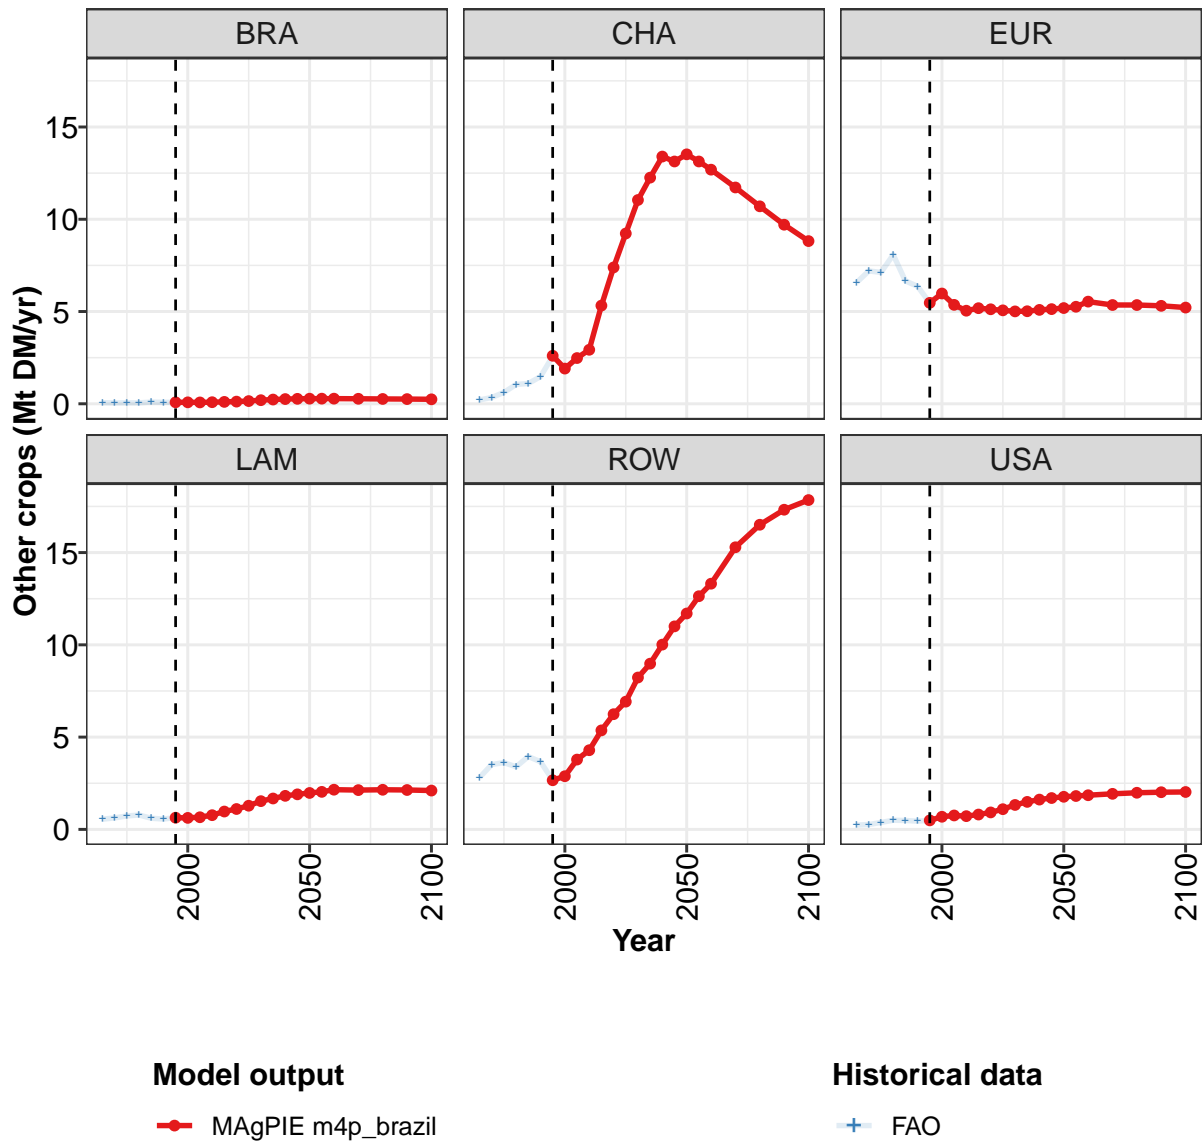 BRA CHA EUR
15
10
5
0
LAM ROW USA
15
10
5
0
Other crops (Mt DM/yr)
2000 2050 2100 2000 2050 2100 2000 2050 2100
Year
Model output Historical data
MAgPIE m4p_brazil FAO